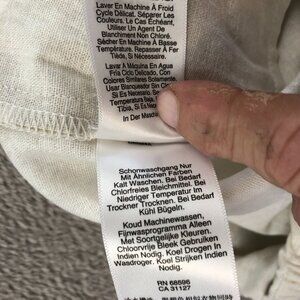 Laver En Machine À Froid
Cycle Délicat. Séparer Les
Couleurs. Le Cas Échéant,
Utiliser Un Agent De
Blanchiment Non Chloré.
Sécher En Machine À Basse
Température. Repasser À Fer
Tiède, Si Nécessaire.
Lavar À Máquina En Agua
Fría Ciclo Delicado, Con
Colores Similares Solamente.
Usar Blanqueador Sin Cloro
Si Es Necesario. Se
Temperatura Baja.
Tibia, Si Es
In Der Masch
Schonwaschgang Nur
Mit Ähnlichen Farben
Kalt Waschen. Bei Bedarf
Chlorfreies Bleichmittel. Bei
Niedriger Temperatur Im
Trockner Trocknen. Bei Bedarf
Kühl Bügeln.
Koud Machinewassen,
Fijnwasprogramma Alleen
Met Soortgelijke Kleuren.
Chloorvrije Bleek Gebruiken
Indien Nodig. Koel In De
Wasdroger. Koel Strijken Indien
Nodig.
RN 68696
CA 31127